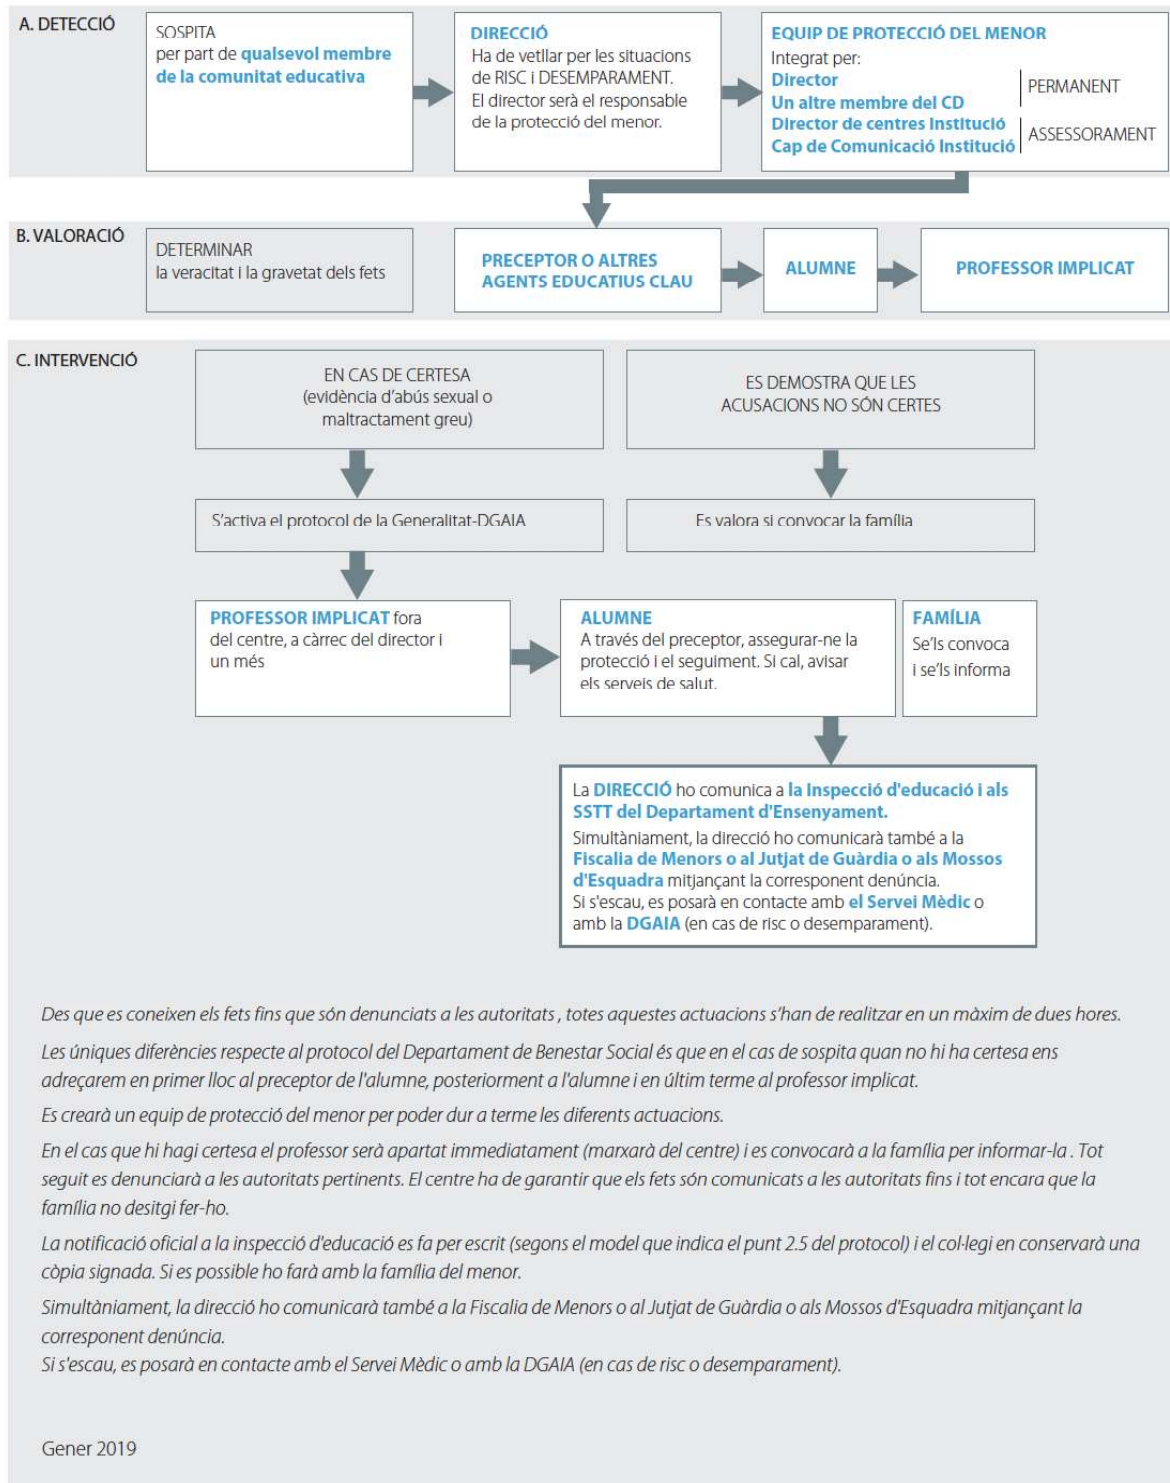 A. DETECCIÓ
SOSPITA
per part de qualsevol membre
de la comunitat educativa
DIRECCIÓ
Ha de vetllar per les situacions
de RISC i DESEMPARAMENT.
El director serà el responsable
de la protecció del menor.
EQUIP DE PROTECCIÓ DEL MENOR
Integrat per:
Director
Un altre membre del CD
PERMANENT
Director de centres Institució
Cap de Comunicació Institució
ASSESSORAMENT
B. VALORACIÓ
DETERMINAR
la veracitat i la gravetat dels fets
PRECEPTOR O ALTRES
AGENTS EDUCATIUS CLAU
ALUMNE
PROFESSOR IMPLICAT
C. INTERVENCIÓ
EN CAS DE CERTESA
(evidència d'abús sexual o
maltractament greu)
ES DEMOSTRA QUE LES
ACUSACIONS NO SÓN CERTES
S'activa el protocol de la Generalitat-DGAIA
Es valora si convocar la família
PROFESSOR IMPLICAT fora
del centre, a càrrec del director i
un més
ALUMNE
A través del preceptor, assegurar-ne la
protecció i el seguiment. Si cal, avisar
els serveis de salut.
FAMÍLIA
Se'ls convoca
i se'ls informa
La DIRECCIÓ ho comunica a la Inspecció d'educació i als
SSTT del Departament d'Ensenyament.
Simultàniament, la direcció ho comunicarà també a la
Fiscalia de Menors o al Jutjat de Guàrdia o als Mossos
d'Esquadra mitjançant la corresponent denúncia.
Si s'escau, es posarà en contacte amb el Servei Mèdic o
amb la DGAIA (en cas de risc o desemparament).
Des que es coneixen els fets fins que són denunciats a les autoritats , totes aquestes actuacions s'han de realitzar en un màxim de dues hores.
Les úniques diferències respecte al protocol del Departament de Benestar Social és que en el cas de sospita quan no hi ha certesa ens
adreçarem en primer lloc al preceptor de l'alumne, posteriorment a l'alumne i en últim terme al professor implicat.
Es crearà un equip de protecció del menor per poder dur a terme les diferents actuacions.
En el cas que hi hagi certesa el professor serà apartat immediatament (marxarà del centre) i es convocarà a la família per informar-la . Tot
seguit es denunciarà a les autoritats pertinents. El centre ha de garantir que els fets són comunicats a les autoritats fins i tot encara que la
família no desitgi fer-ho.
La notificació oficial a la inspecció d'educació es fa per escrit (segons el model que indica el punt 2.5 del protocol) i el col·legi en conservarà una
còpia signada. Si es possible ho farà amb la família del menor.
Simultàniament, la direcció ho comunicarà també a la Fiscalia de Menors o al Jutjat de Guàrdia o als Mossos d'Esquadra mitjançant la
corresponent denúncia.
Si s'escau, es posarà en contacte amb el Servei Mèdic o amb la DGAIA (en cas de risc o desemparament).
Gener 2019